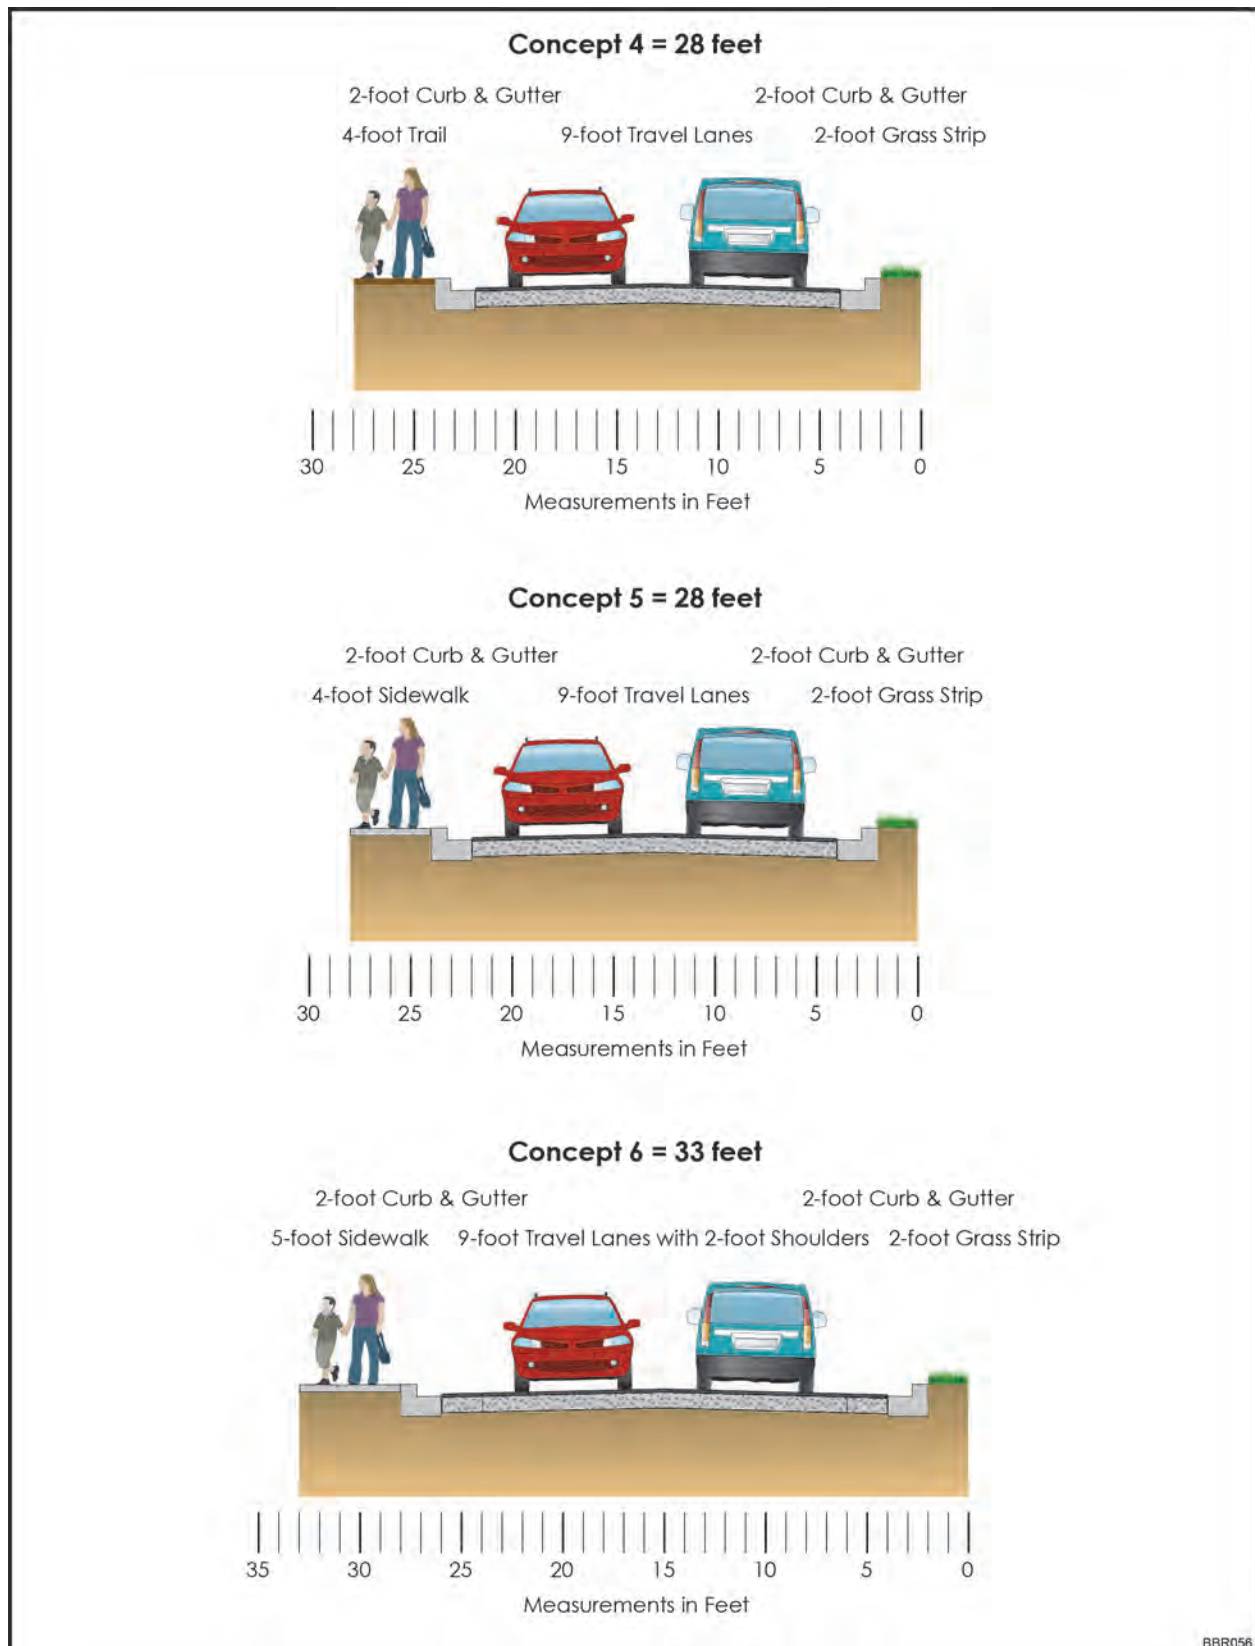 Concept 4 = 28 feet
2-foot Curb & Gutter 2-foot Curb & Gutter
4-foot Trail 9-foot Travel Lanes 2-foot Grass Strip
30 25 20 15 10 5 0
Measurements in Feet
Concept 5 = 28 feet
2-foot Curb & Gutter 2-foot Curb & Gutter
4-foot Sidewalk 9-foot Travel Lanes 2-foot Grass Strip
30 25 20 15 10 5 0
Measurements in Feet
Concept 6 = 33 feet
2-foot Curb & Gutter 2-foot Curb & Gutter
5-foot Sidewalk 9-foot Travel Lanes with 2-foot Shoulders 2-foot Grass Strip
35 30 25 20 15 10 5 0
Measurements in Feet
BBR056